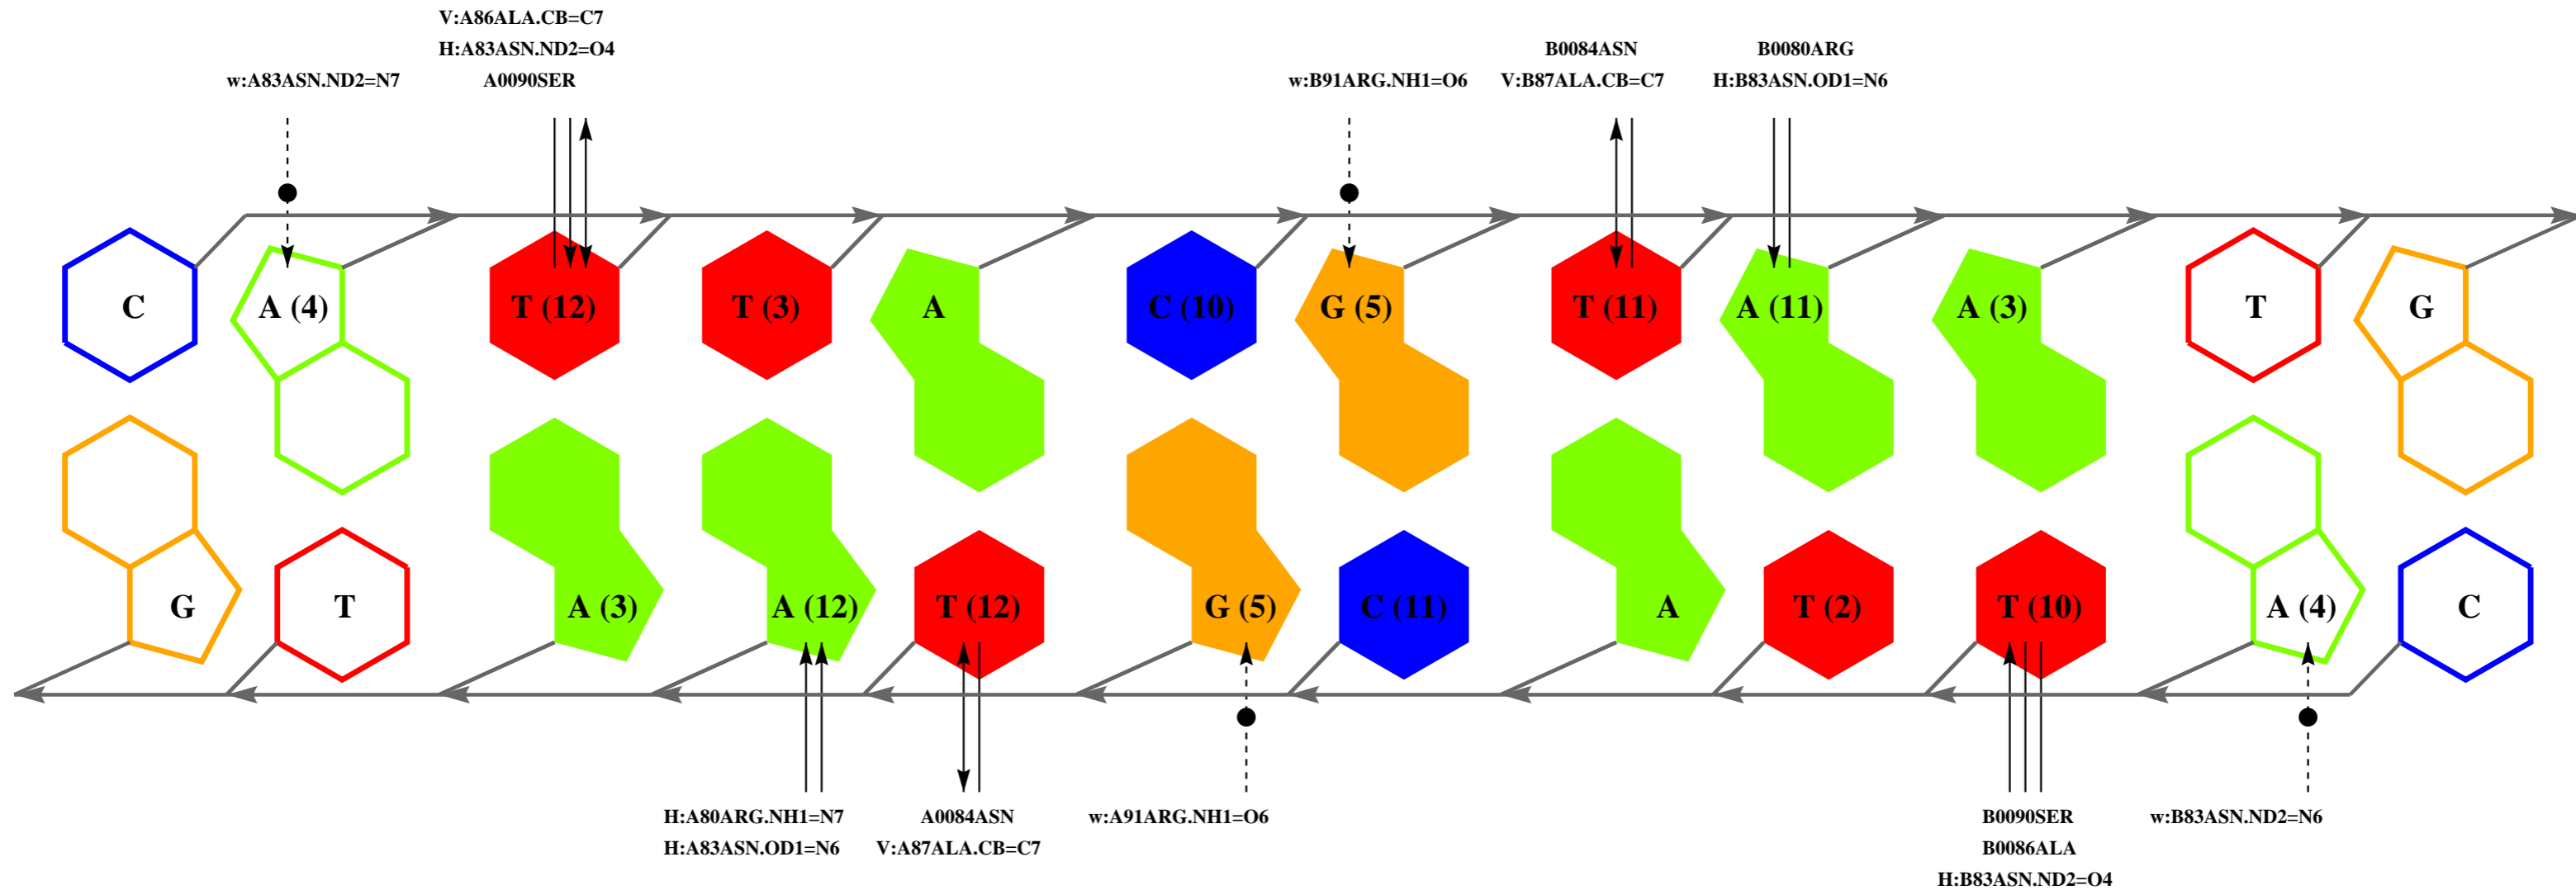 V:A86ALA.CB=C7
H:A83ASN.ND2=O4
B0084ASN
B0080ARG
w:A83ASN.ND2=N7
A0090SER
w:B91ARG.NH1=O6
V:B87ALA.CB=C7
H:B83ASN.OD1=N6
C
A (4)
T (12)
T (3)
A
C (10)
G (5)
T (11)
A (11)
A (3)
T
G
G
T
A (3)
A (12)
T (12)
G (5)
C (11)
A
T (2)
T (10)
A (4)
C
H:A80ARG.NH1=N7
A0084ASN
w:A91ARG.NH1=O6
B0090SER
w:B83ASN.ND2=N6
H:A83ASN.OD1=N6
V:A87ALA.CB=C7
B0086ALA
H:B83ASN.ND2=O4